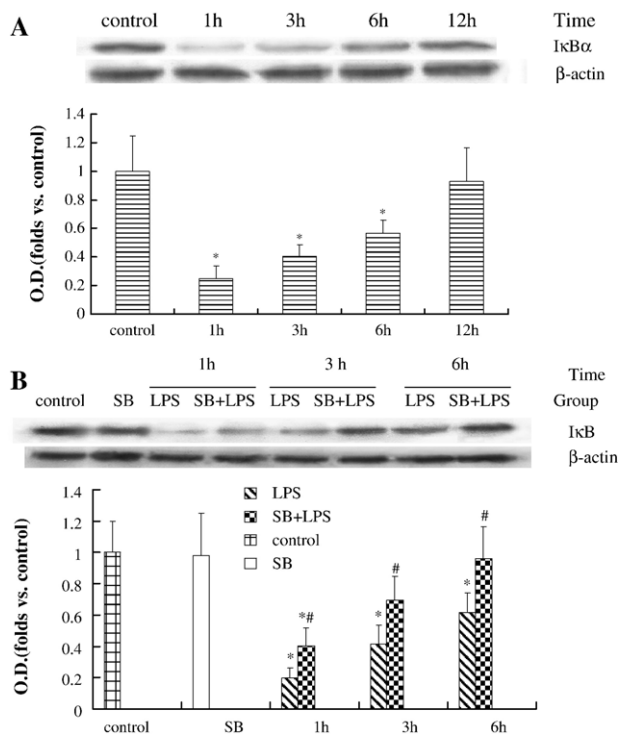 A
control 1h 3h 6h 12h Time
IκBα
β-actin
O.D.(folds vs. control)
1.4
1.2
1
0.8
0.6
0.4
0.2
0
* * *
control 1h 3h 6h 12h
B
1h 3 h 6h Time
control SB LPS SB+LPS LPS SB+LPS LPS SB+LPS Group
IκB
β-actin
O.D.(folds vs. control)
1.4
1.2
1
0.8
0.6
0.4
0.2
0
LPS
SB+LPS
control
SB
* *# * # * #
control SB 1h 3h 6h